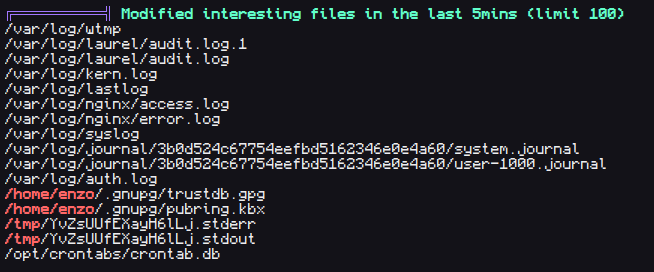 Modified interesting files in the last 5mins (limit 100)
/var/log/wtmp
/var/log/laurel/audit.log.1
/var/log/laurel/audit.log
/var/log/kern.log
/var/log/lastlog
/var/log/nginx/access.log
/var/log/nginx/error.log
/var/log/syslog
/var/log/journal/3b0d524c67754eefbd5162346e0e4a60/system.journal
/var/log/journal/3b0d524c67754eefbd5162346e0e4a60/user-1000.journal
/var/log/auth.log
/home/enzo/.gnupg/trustdb.gpg
/home/enzo/.gnupg/pubring.kbx
/tmp/YvZsUUfEXayH6lLj.stderr
/tmp/YvZsUUfEXayH6lLj.stdout
/opt/crontabs/crontab.db